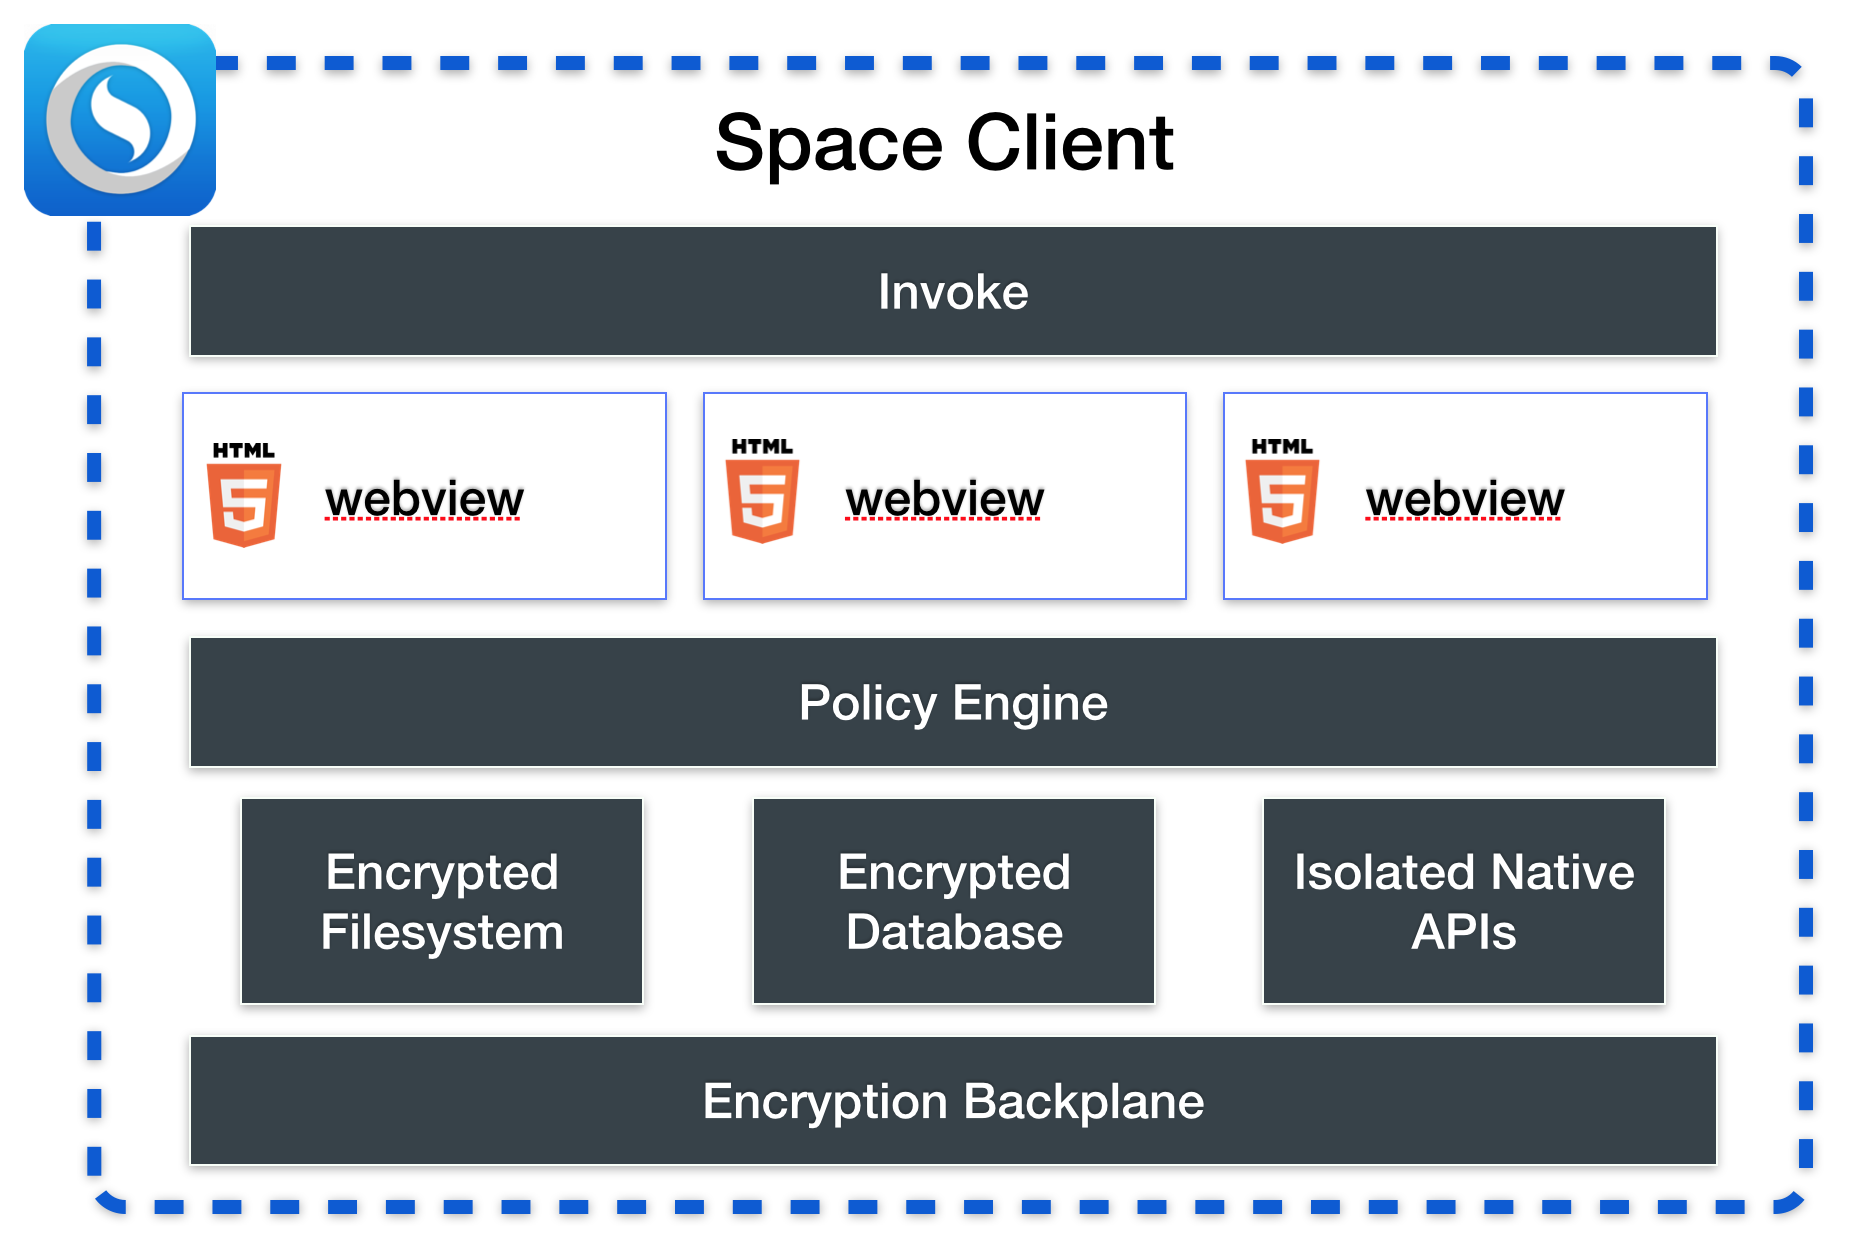 Space Client
Invoke
HTML
5
webview
HTML
5
webview
HTML
5
webview
Policy Engine
Encrypted
Filesystem
Encrypted
Database
Isolated Native
APIs
Encryption Backplane